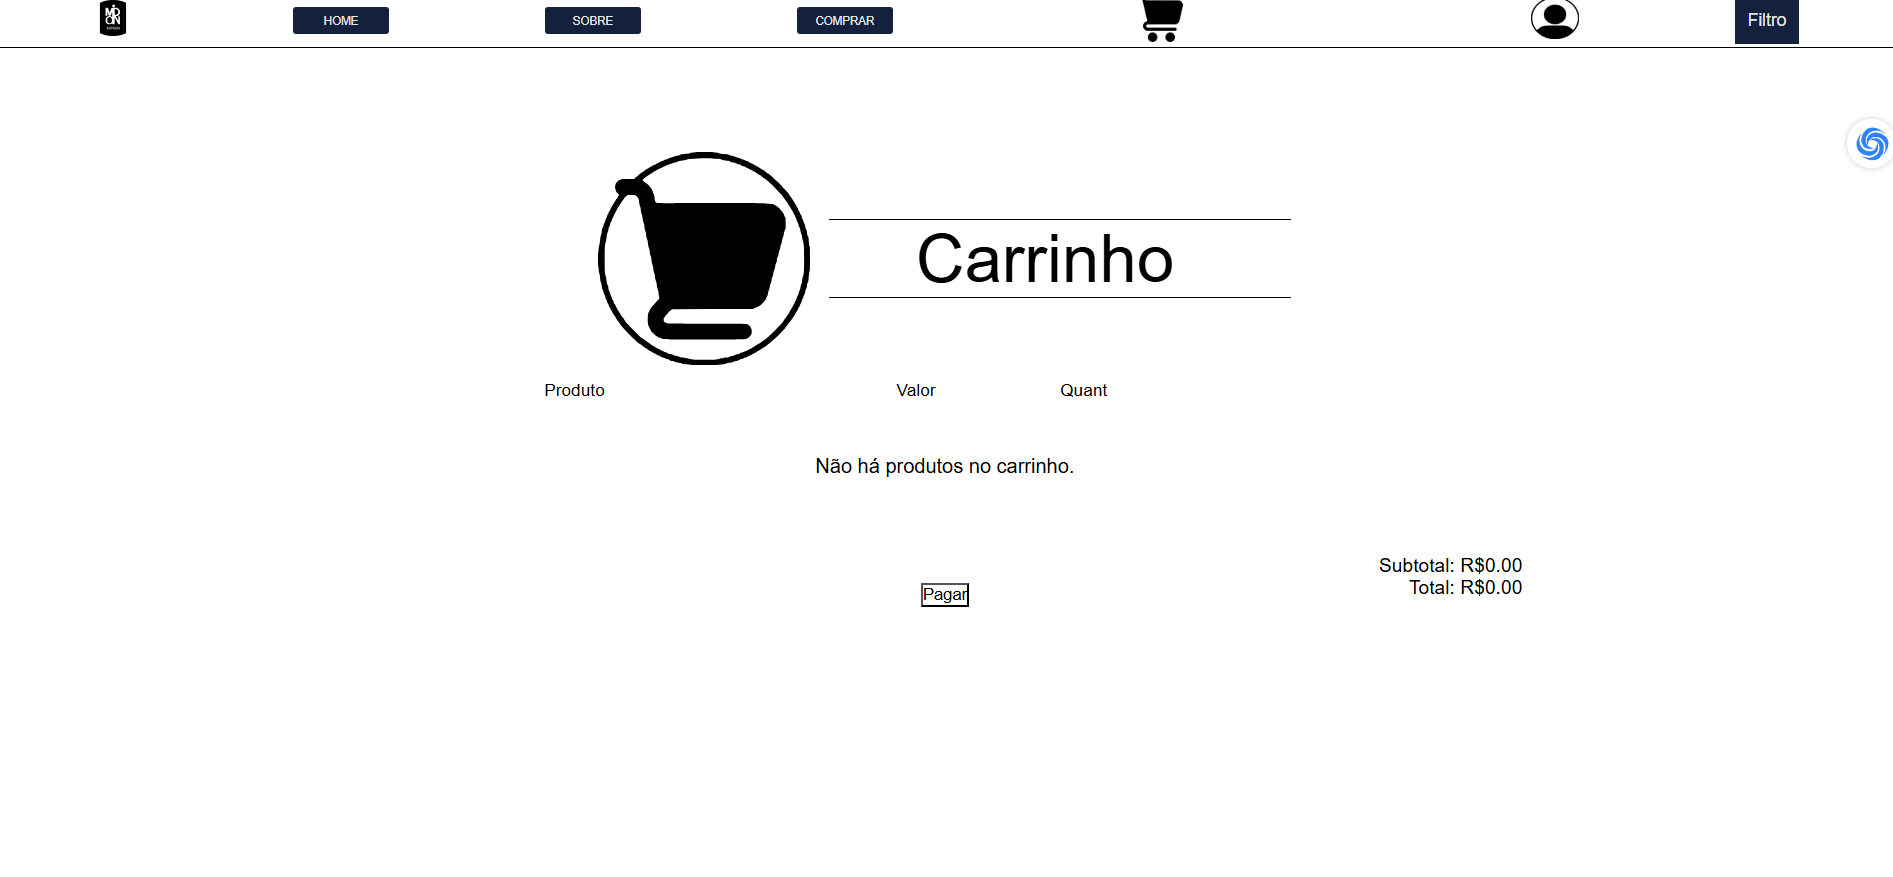 HOME SOBRE COMPRAR Filtro
Carrinho
Produto Valor Quant
Não há produtos no carrinho.
Subtotal: R$0.00
Total: R$0.00
Pagar